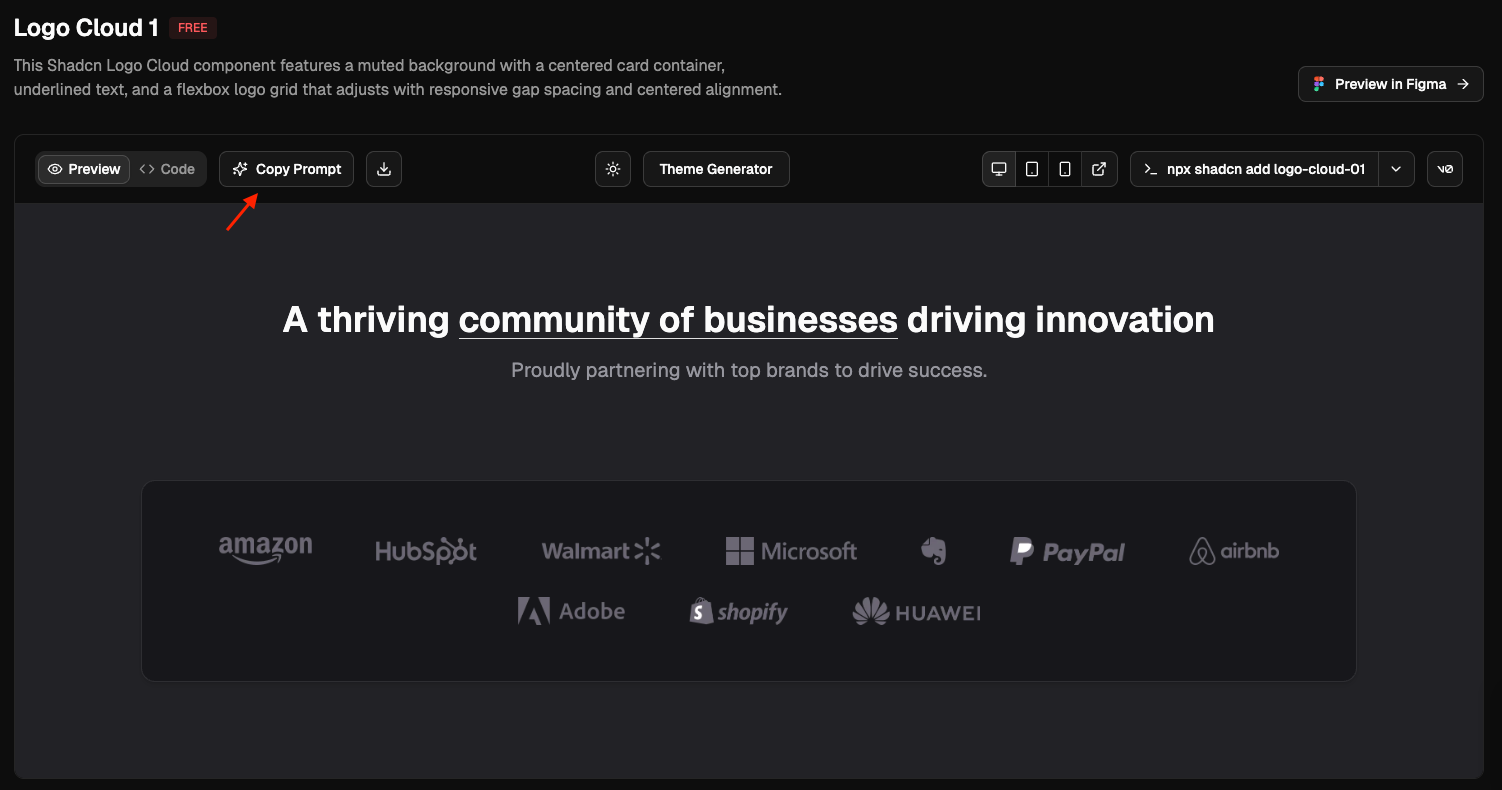 Logo Cloud 1 FREE
This Shadcn Logo Cloud component features a muted background with a centered card container,
underlined text, and a flexbox logo grid that adjusts with responsive gap spacing and centered alignment.
Preview in Figma
Preview Code Copy Prompt Theme Generator npx shadcn add logo-cloud-01 v0
A thriving community of businesses driving innovation
Proudly partnering with top brands to drive success.
amazon HubSpot Walmart Microsoft PayPal airbnb
Adobe shopify HUAWEI